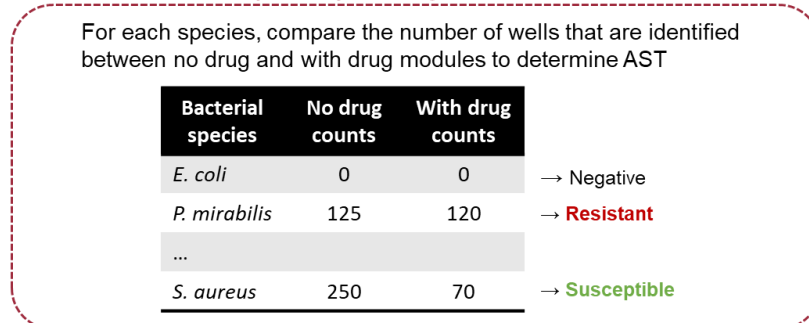 For each species, compare the number of wells that are identified
between no drug and with drug modules to determine AST
Bacterial species No drug counts With drug counts
E. coli 0 0 → Negative
P. mirabilis 125 120 → Resistant
...
S. aureus 250 70 → Susceptible